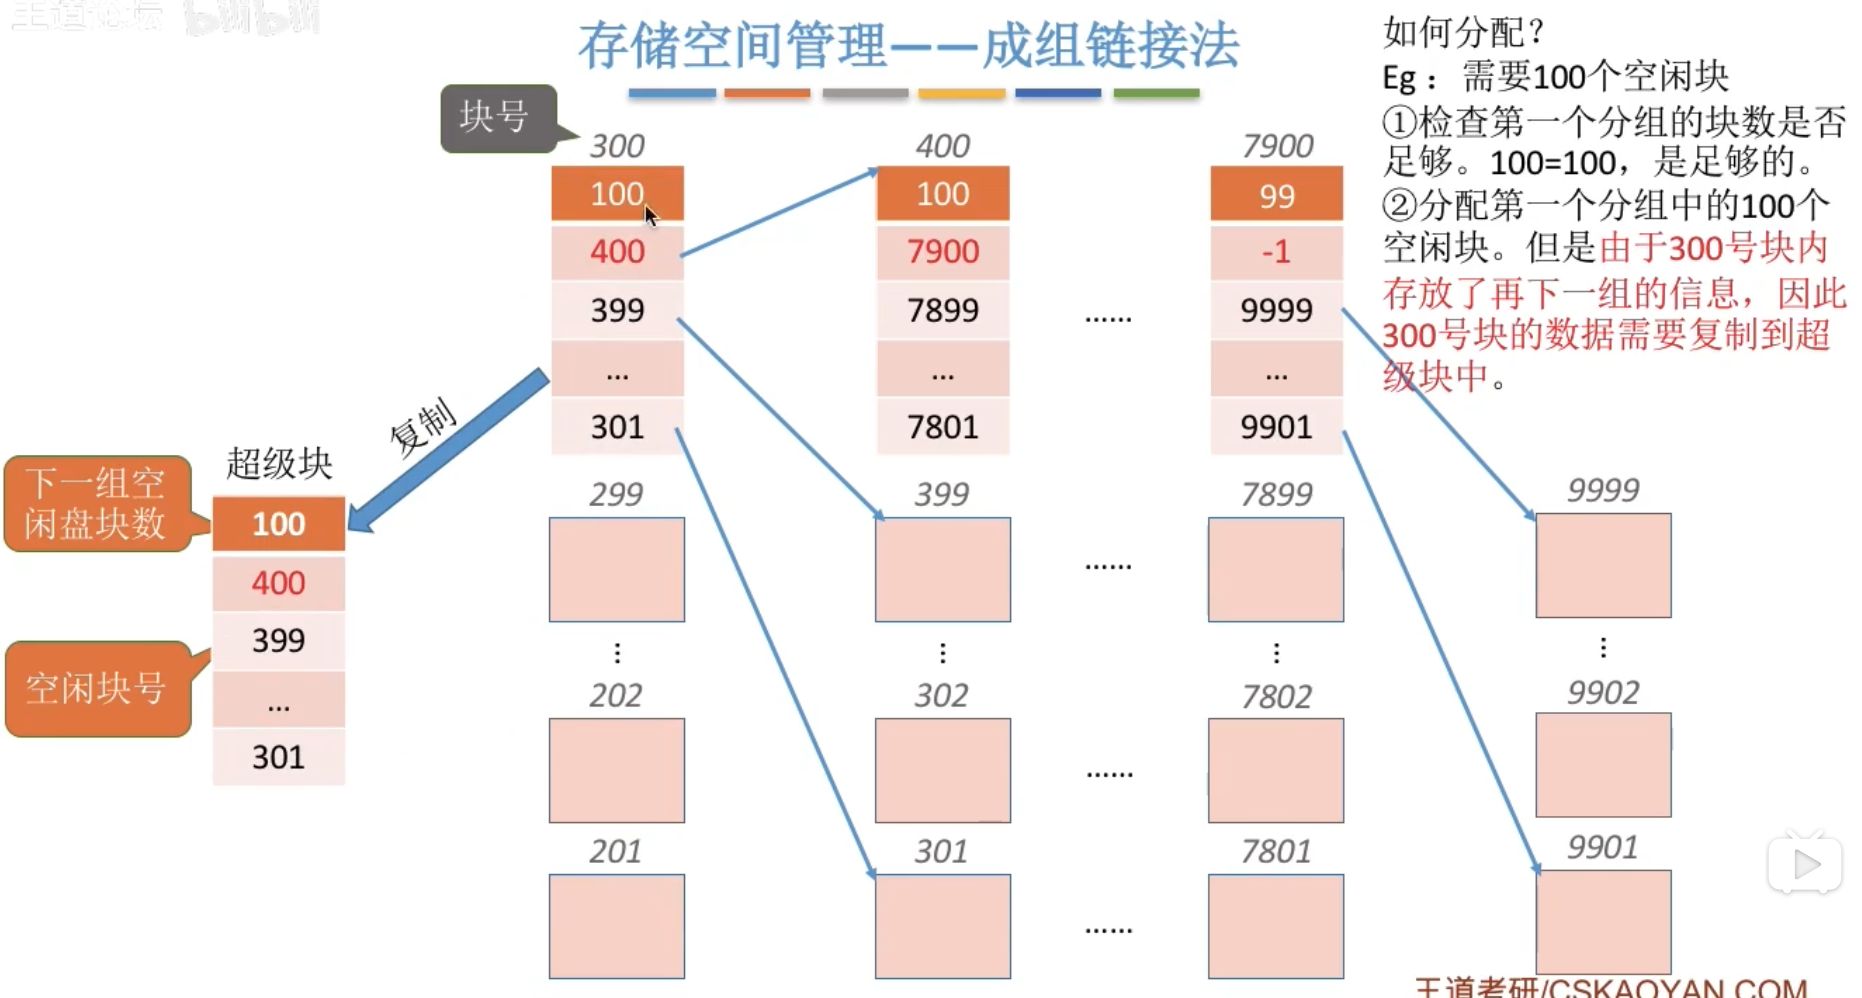 王道论坛 bilibili
存储空间管理——成组链接法
如何分配？
Eg：需要100个空闲块
①检查第一个分组的块数是否
足够。100=100，是足够的。
②分配第一个分组中的100个
空闲块。但是由于300号块内
存放了再下一组的信息，因此
300号块的数据需要复制到超
级块中。
块号
300
100
400
399
...
301
400
100
7900
7899
...
7801
......
7900
99
-1
9999
...
9901
复制
超级块
下一组空
闲盘块数
100
400
399
...
301
空闲块号
299
399
......
7899
9999
202
302
......
7802
9902
201
301
......
7801
9901
王道考研/CSKAOYAN.COM